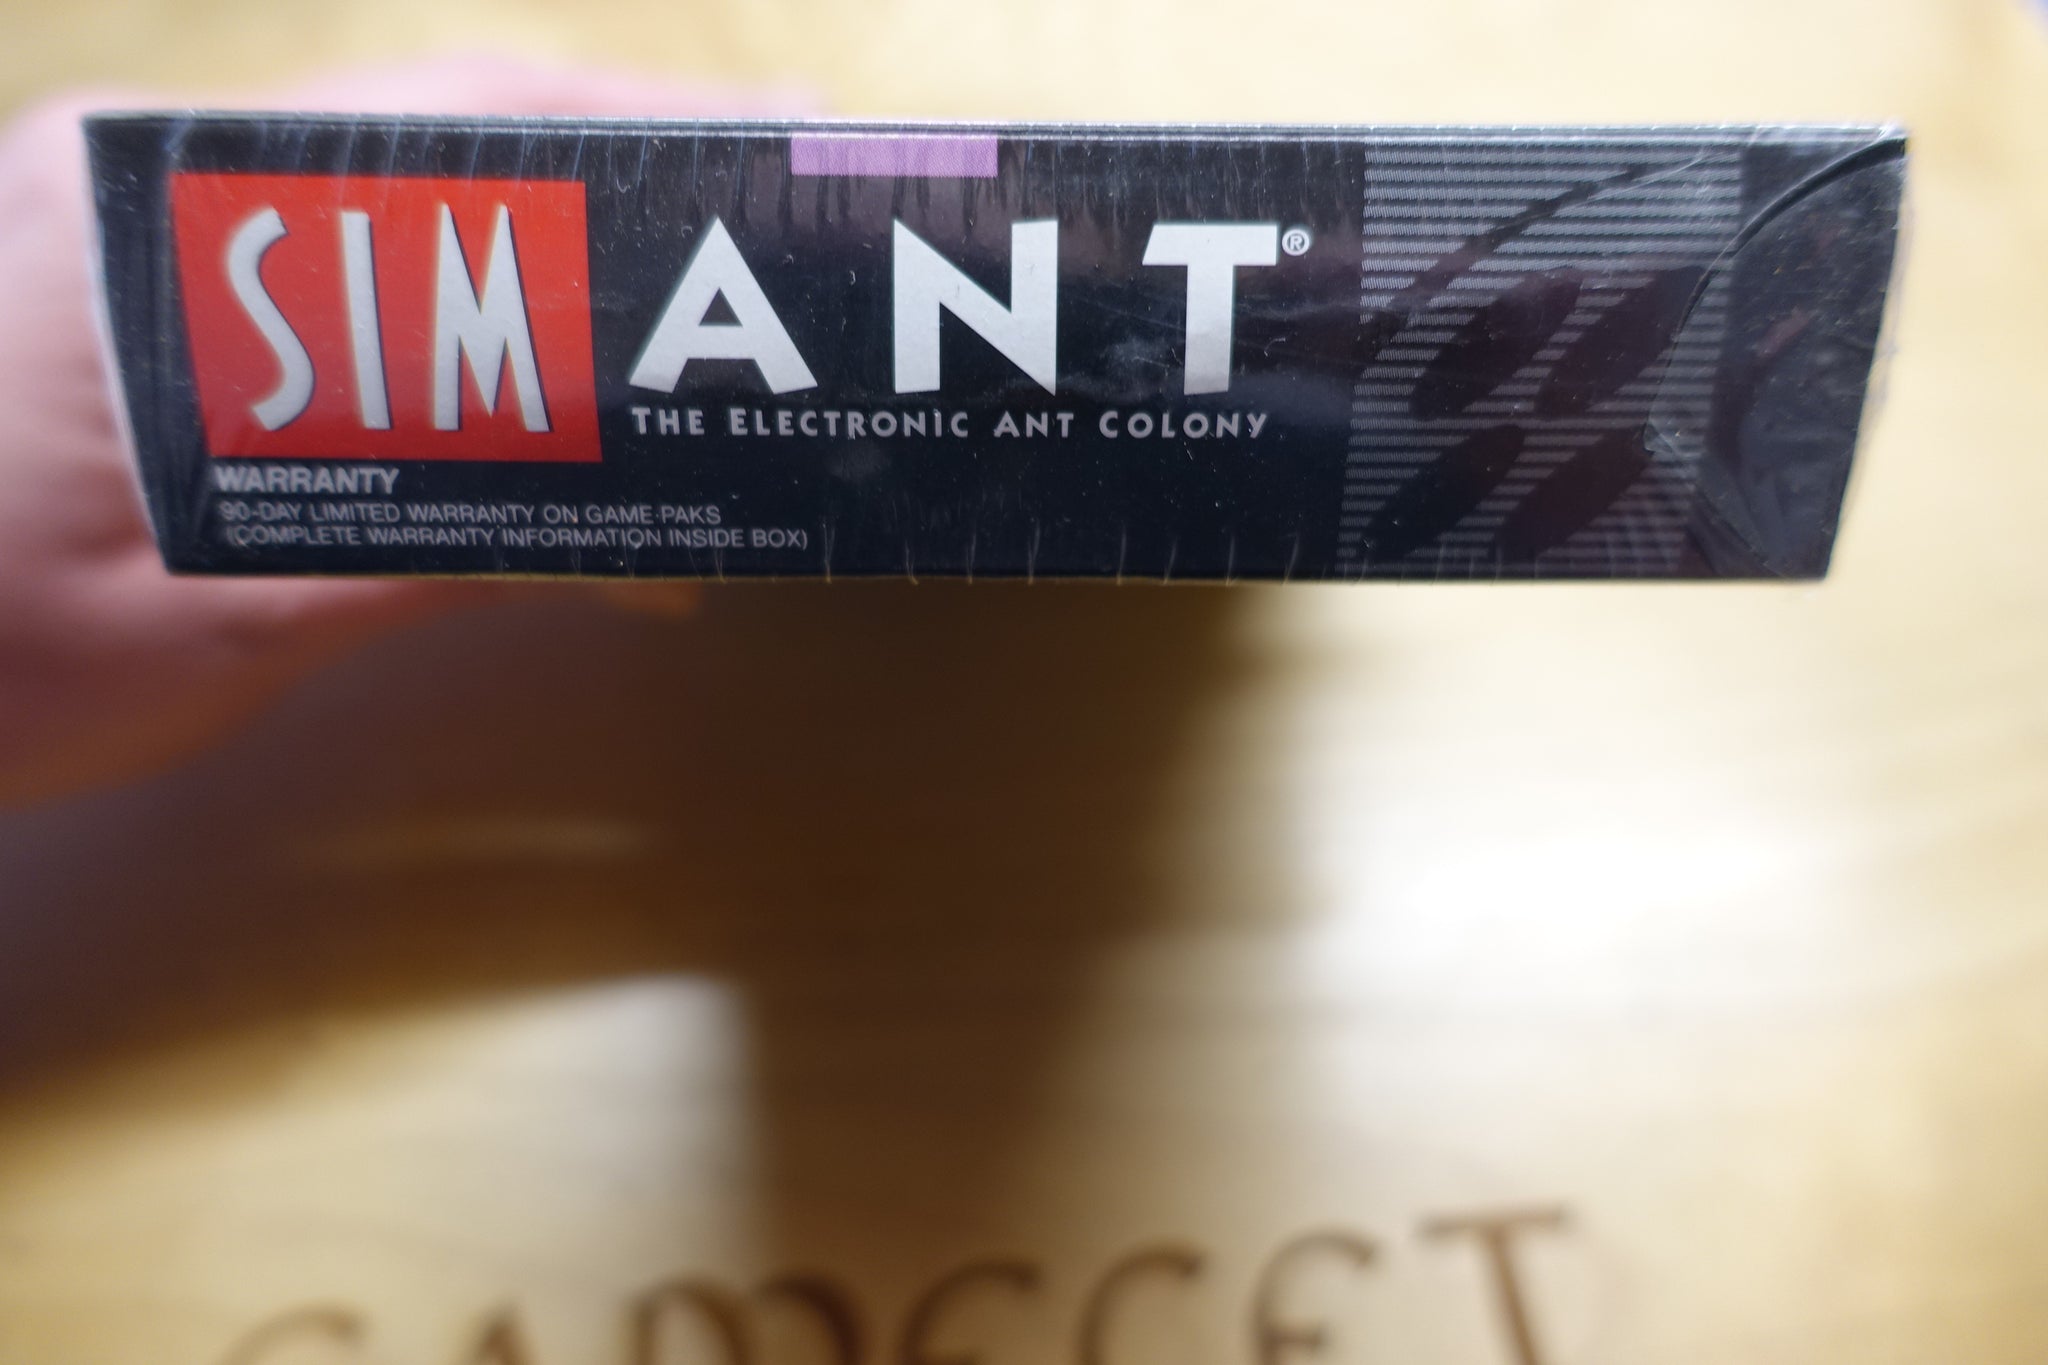 SIM ANT®
THE ELECTRONIC ANT COLONY
WARRANTY
90-DAY LIMITED WARRANTY ON GAME PAKS
(COMPLETE WARRANTY INFORMATION INSIDE BOX)